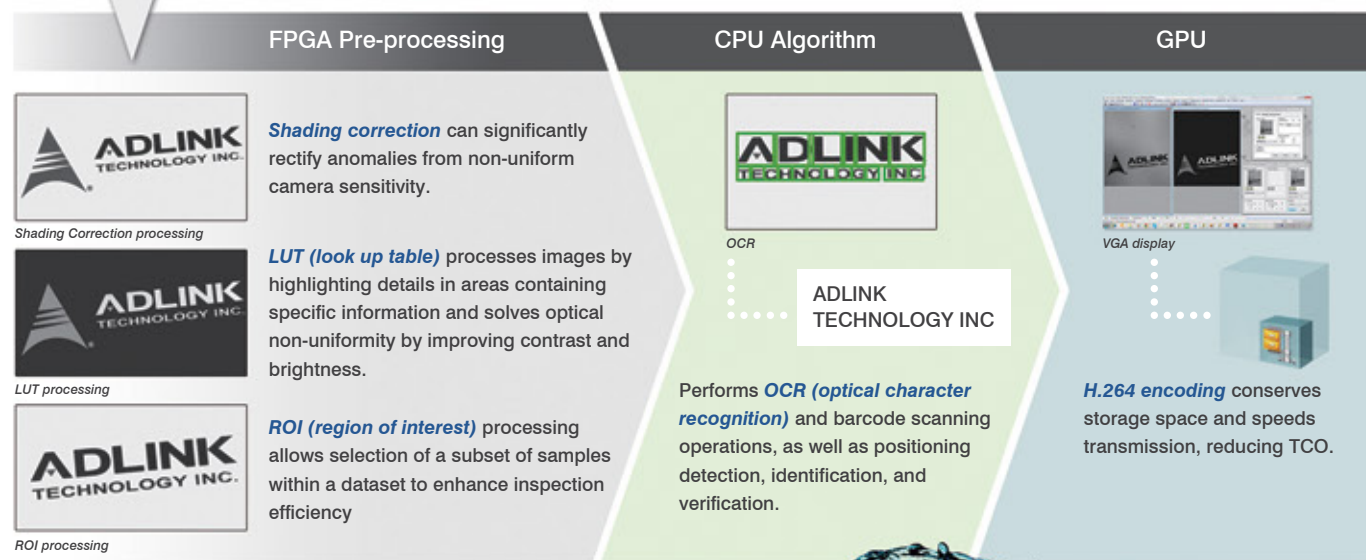 FPGA Pre-processing
CPU Algorithm
GPU
ADLINK
TECHNOLOGY INC.
Shading Correction processing
Shading correction can significantly
rectify anomalies from non-uniform
camera sensitivity.
ADLINK
TECHNOLOGY INC.
LUT processing
LUT (look up table) processes images by
highlighting details in areas containing
specific information and solves optical
non-uniformity by improving contrast and
brightness.
ADLINK
TECHNOLOGY INC.
ROI processing
ROI (region of interest) processing
allows selection of a subset of samples
within a dataset to enhance inspection
efficiency
ADLINK
TECHNOLOGY INC.
OCR
ADLINK
TECHNOLOGY INC
Performs OCR (optical character
recognition) and barcode scanning
operations, as well as positioning
detection, identification, and
verification.
ADLINK
ADLINK
VGA display
H.264 encoding conserves
storage space and speeds
transmission, reducing TCO.